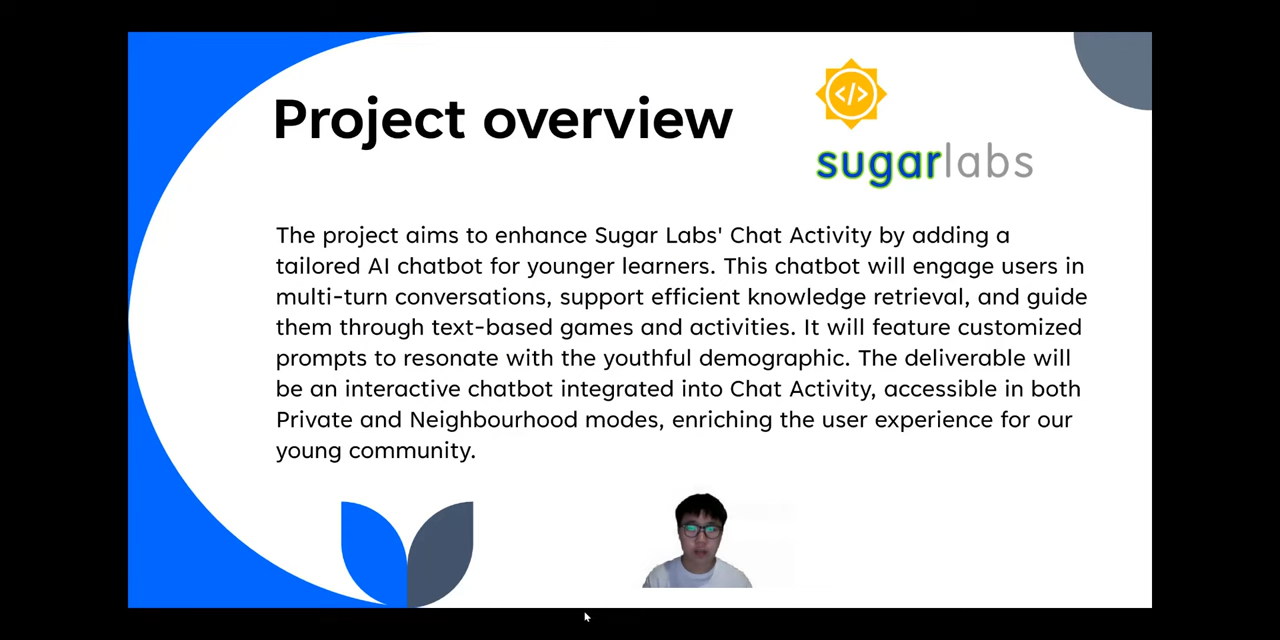 Project overview
</>
sugarlabs
The project aims to enhance Sugar Labs' Chat Activity by adding a
tailored AI chatbot for younger learners. This chatbot will engage users in
multi-turn conversations, support efficient knowledge retrieval, and guide
them through text-based games and activities. It will feature customized
prompts to resonate with the youthful demographic. The deliverable will
be an interactive chatbot integrated into Chat Activity, accessible in both
Private and Neighbourhood modes, enriching the user experience for our
young community.